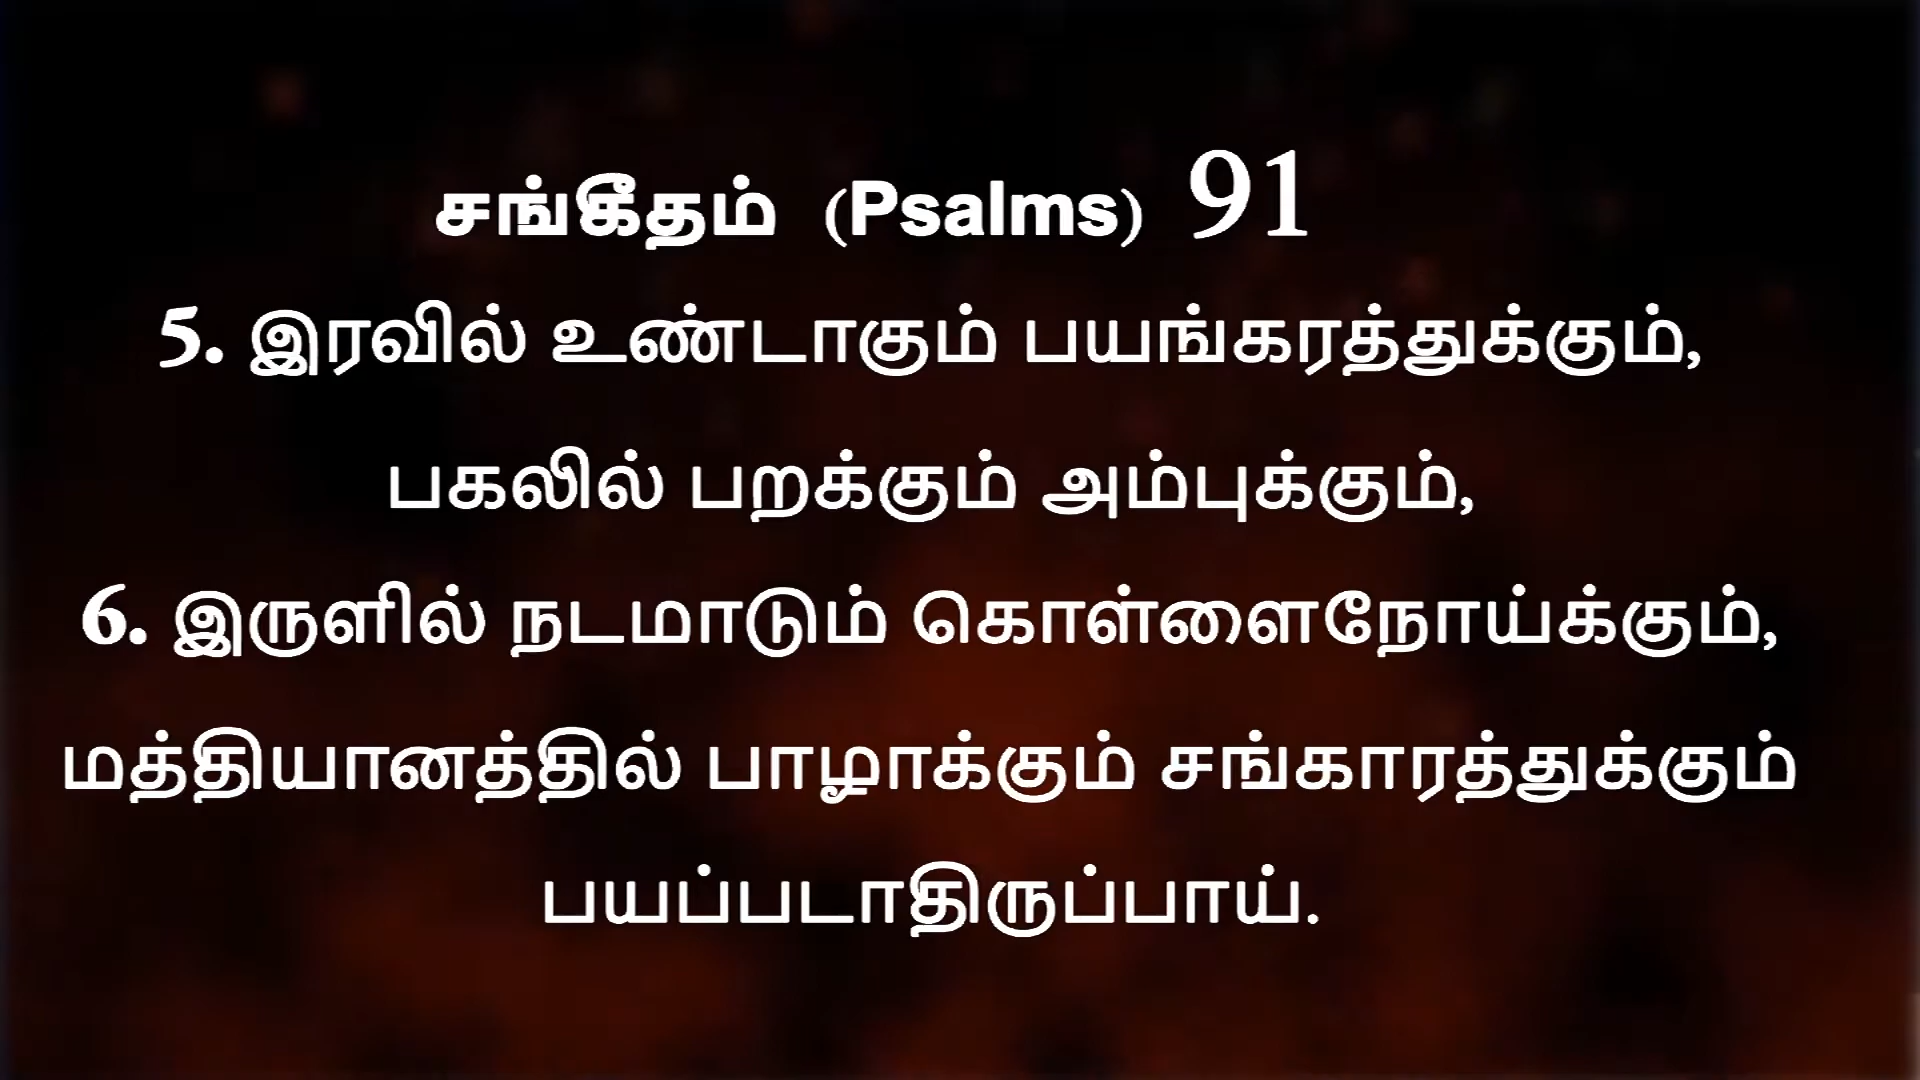 சங்கீதம் (Psalms) 91
5. இரவில் உண்டாகும் பயங்கரத்துக்கும்,
பகலில் பறக்கும் அம்புக்கும்,
6. இருளில் நடமாடும் கொள்ளைநோய்க்கும்,
மத்தியானத்தில் பாழாக்கும் சங்காரத்துக்கும்
பயப்படாதிருப்பாய்.